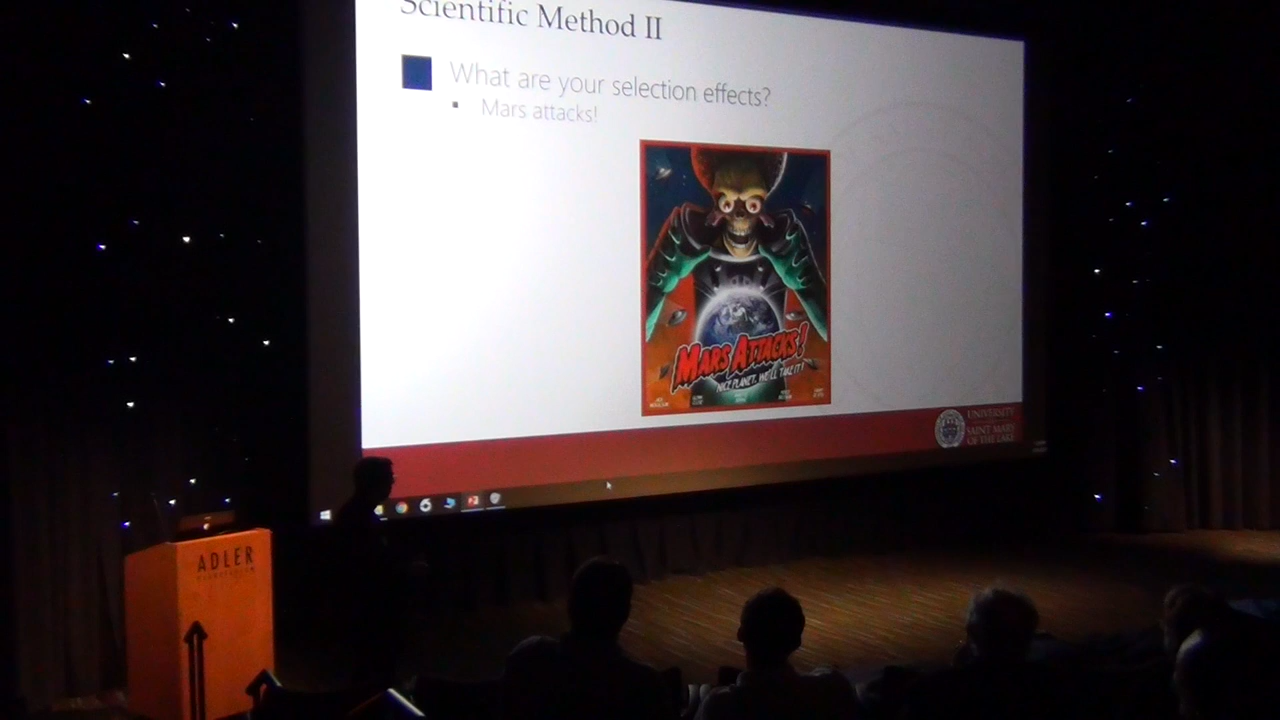 Scientific Method II
What are your selection effects?
Mars attacks!
MARS ATTACKS!
NICE PLANET. WE'LL TAKE IT!
UNIVERSITY
SAINT MARY
OF THE LAKE
ADLER
PLANETARIUM